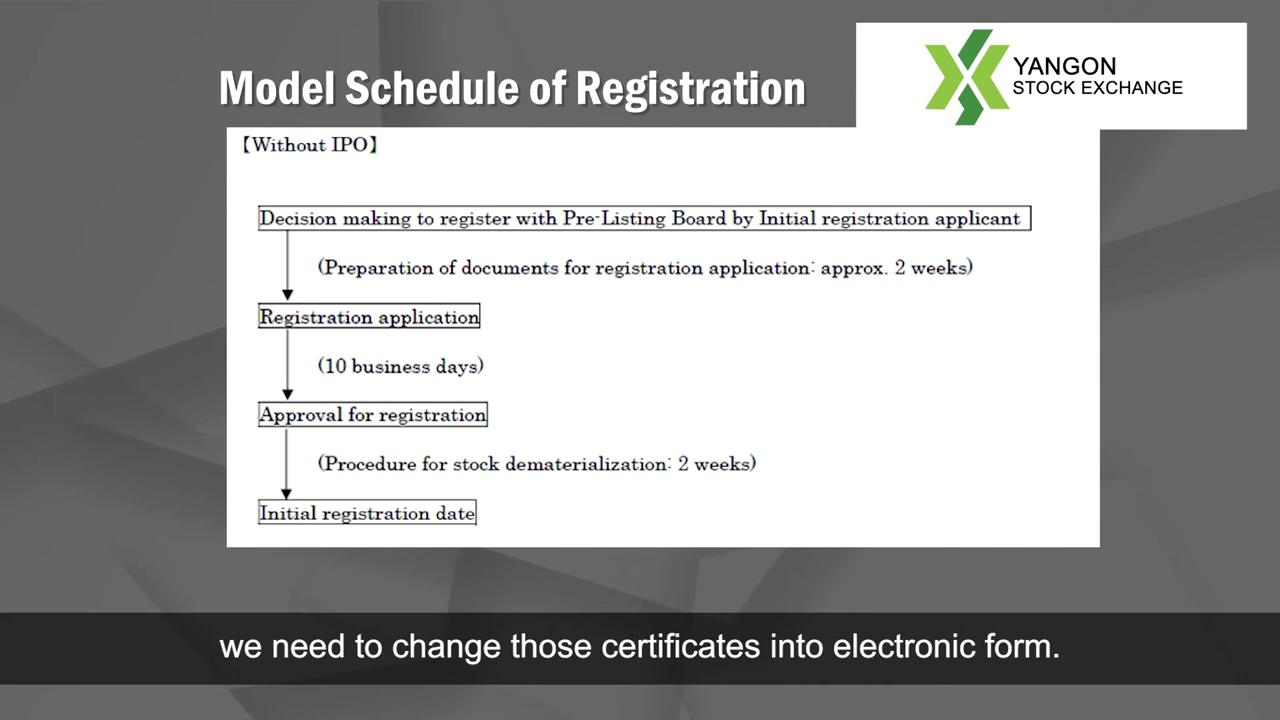 Model Schedule of Registration
YANGON
STOCK EXCHANGE
【Without IPO】
Decision making to register with Pre-Listing Board by Initial registration applicant
(Preparation of documents for registration application: approx. 2 weeks)
Registration application
(10 business days)
Approval for registration
(Procedure for stock dematerialization: 2 weeks)
Initial registration date
we need to change those certificates into electronic form.